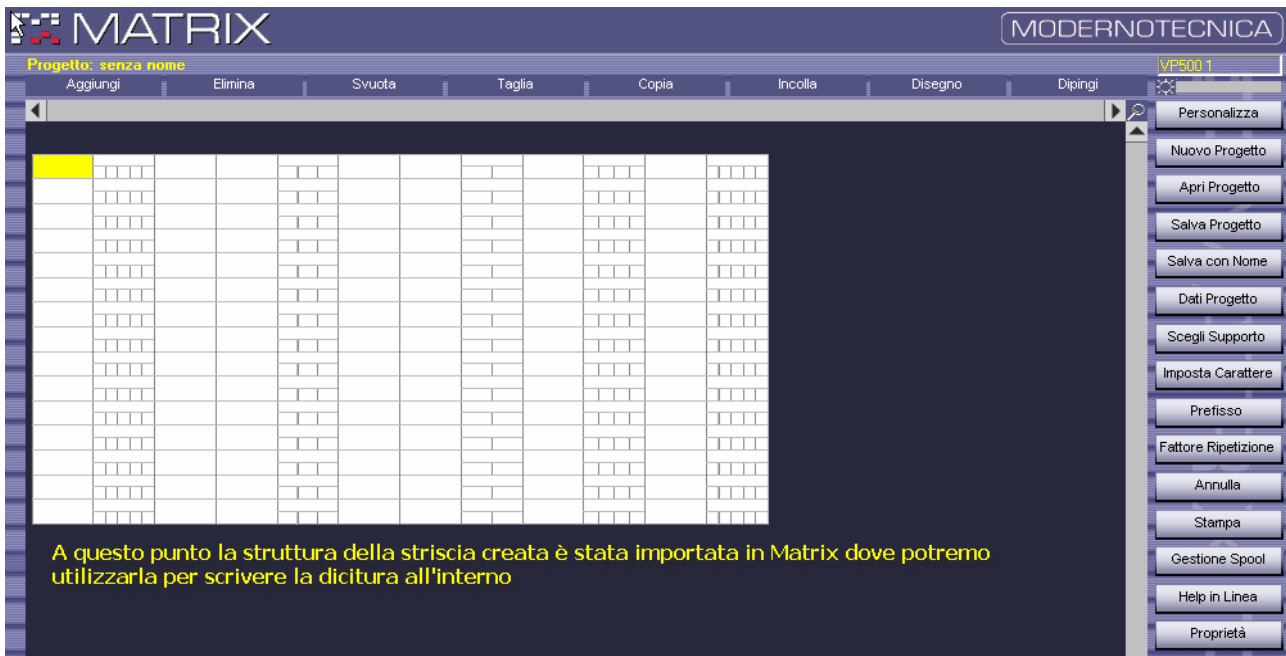 MATRIX
MODERNOTECNICA
Progetto: senza nome
VP500 1
Aggiungi
Elimina
Svuota
Taglia
Copia
Incolla
Disegno
Dipingi
Personalizza
Nuovo Progetto
Apri Progetto
Salva Progetto
Salva con Nome
Dati Progetto
Scegli Supporto
Imposta Carattere
Prefisso
Fattore Ripetizione
Annulla
Stampa
Gestione Spool
Help in Linea
Proprietà
A questo punto la struttura della striscia creata è stata importata in Matrix dove potremo
utilizzarla per scrivere la dicitura all'interno